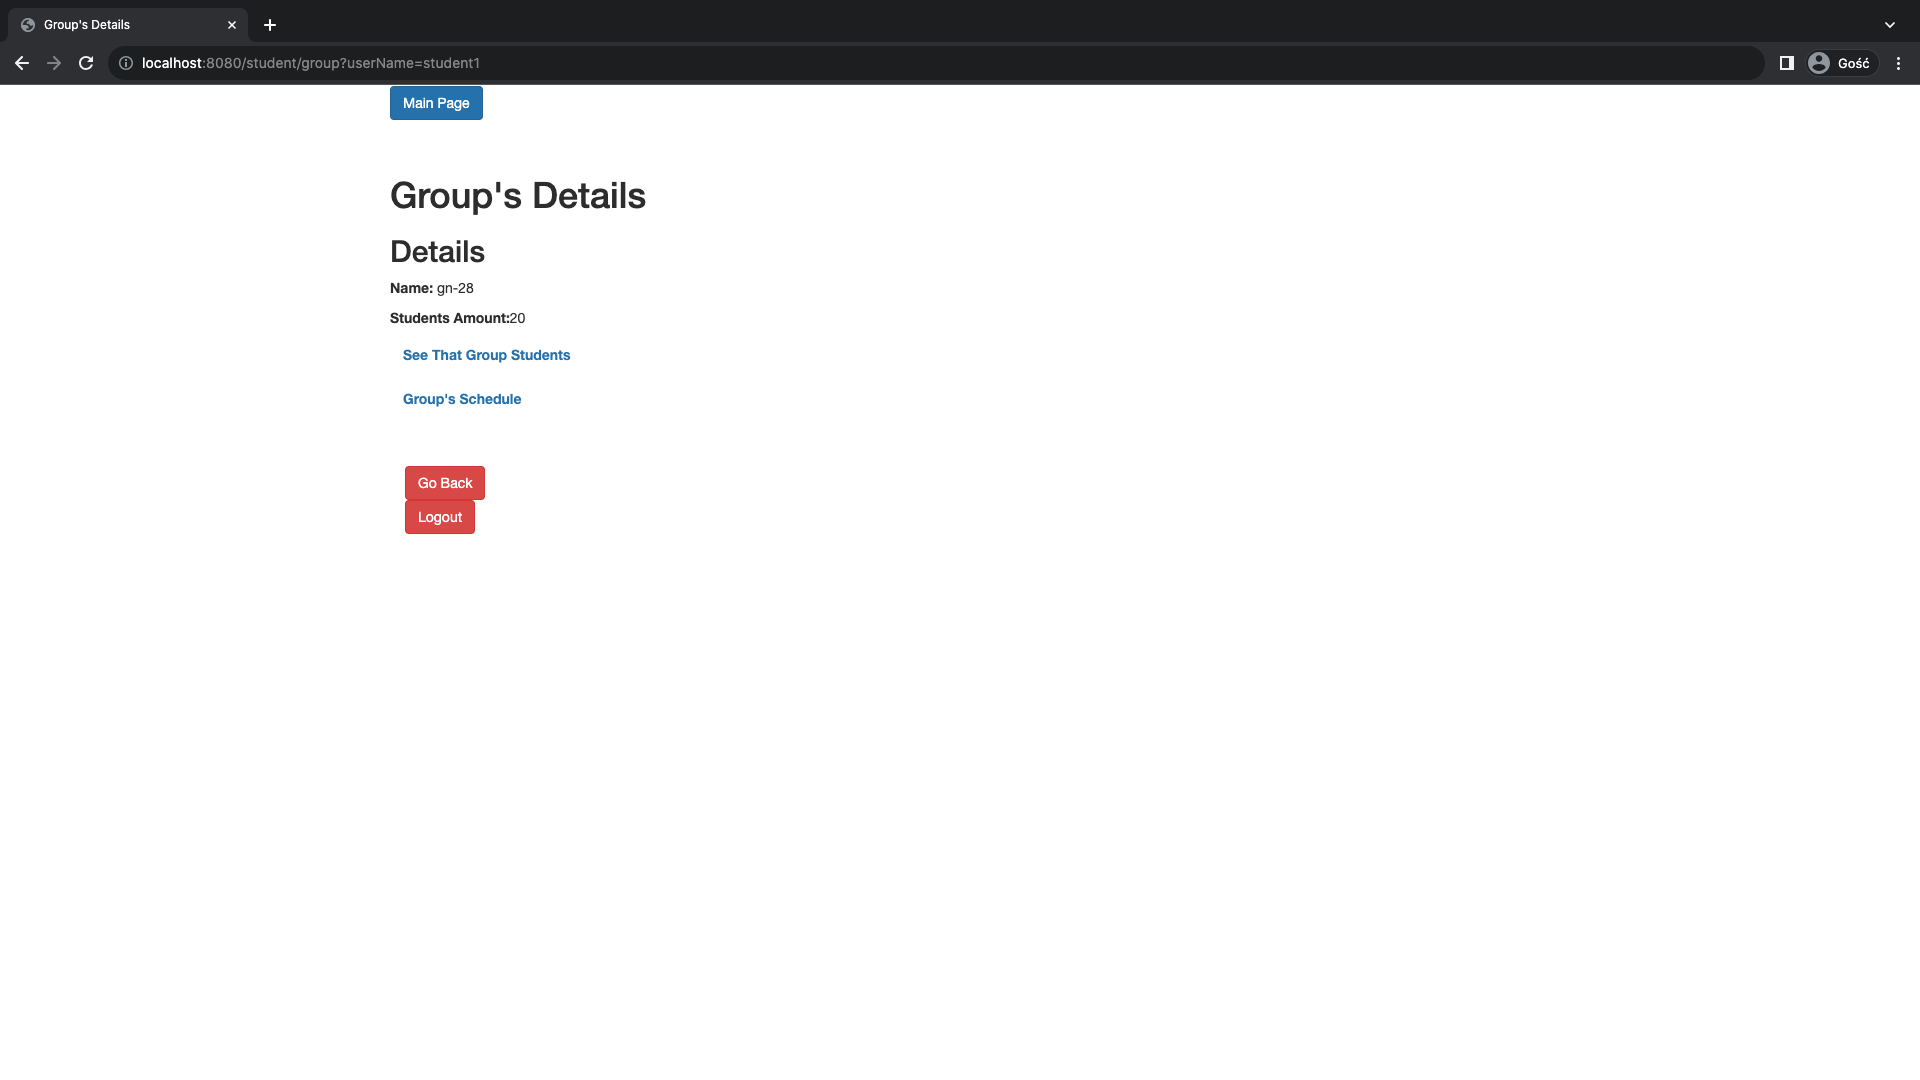 Group's Details
localhost:8080/student/group?userName=student1
Gość
Main Page
Group's Details
Details
Name: gn-28
Students Amount:20
See That Group Students
Group's Schedule
Go Back
Logout